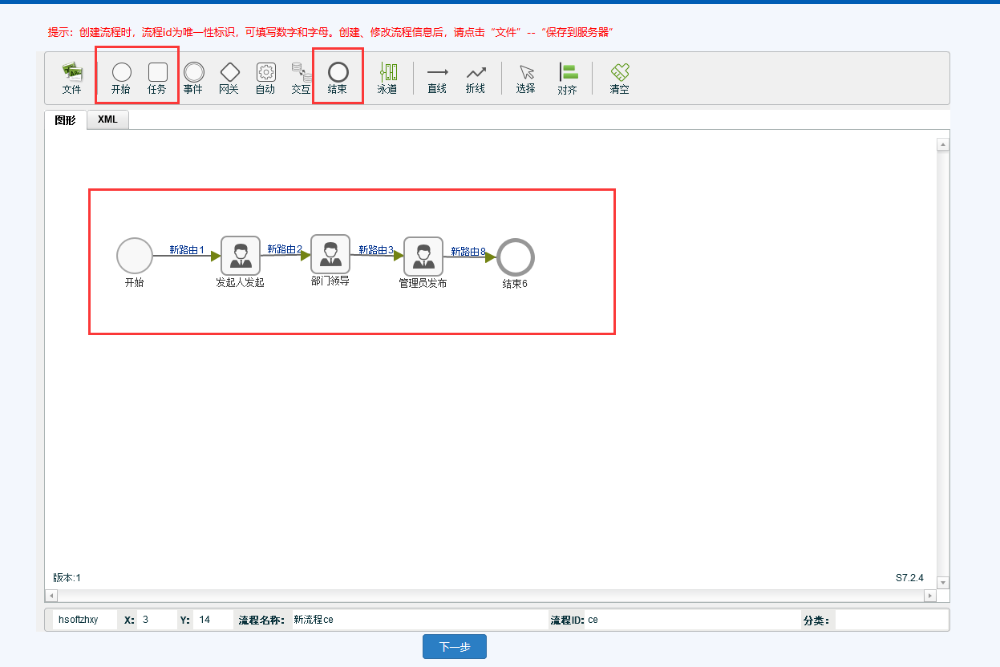 提示：创建流程时，流程id为唯一性标识，可填写数字和字母。创建、修改流程信息后，请点击“文件”--“保存到服务器”
文件 开始 任务 事件 网关 自动 交互 结束 泳道 直线 折线 选择 对齐 清空
图形 XML
新路由1 新路由2 新路由3 新路由8
开始 发起人发起 部门领导 管理员发布 结束6
版本:1 S7.2.4
hsoftzhxy X: 3 Y: 14 流程名称: 新流程ce 流程ID: ce 分类:
下一步